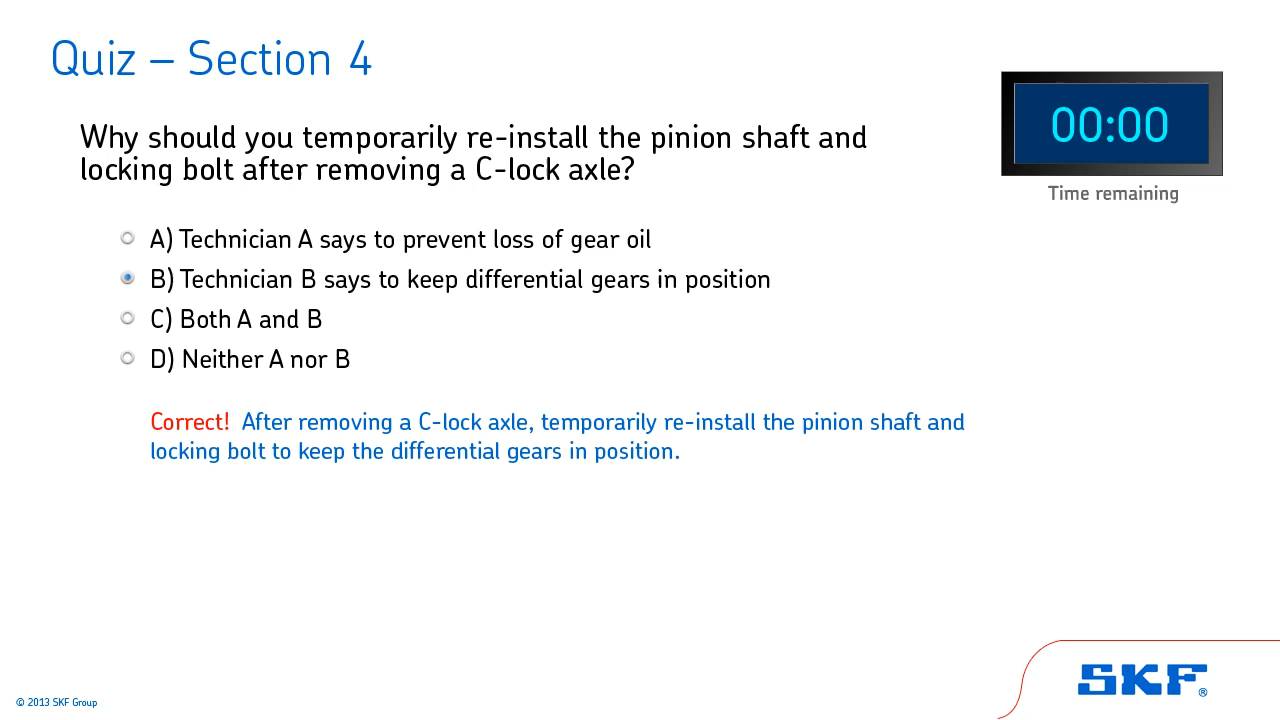 Quiz – Section 4
00:00
Time remaining
Why should you temporarily re-install the pinion shaft and
locking bolt after removing a C-lock axle?
A) Technician A says to prevent loss of gear oil
B) Technician B says to keep differential gears in position
C) Both A and B
D) Neither A nor B
Correct! After removing a C-lock axle, temporarily re-install the pinion shaft and
locking bolt to keep the differential gears in position.
© 2013 SKF Group
SKF®